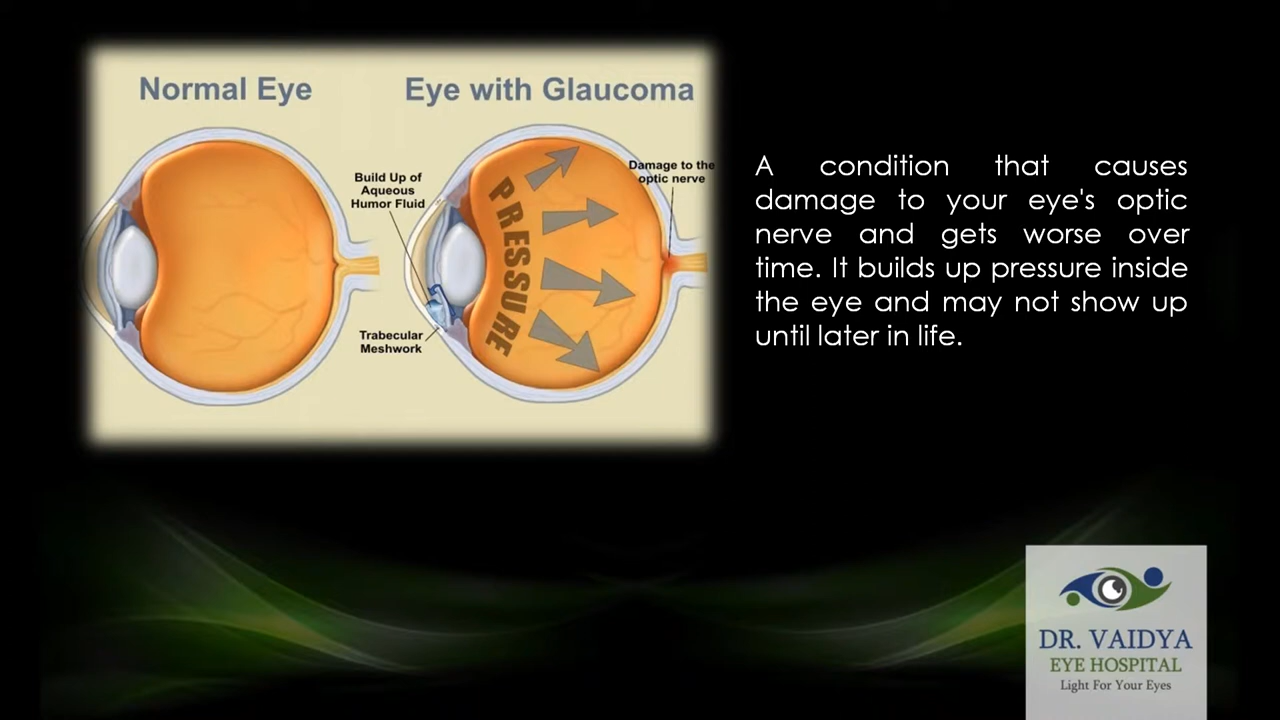 Normal Eye
Eye with Glaucoma
Build Up of
Aqueous
Humor Fluid
Damage to the
optic nerve
PRESSURE
Trabecular
Meshwork
A condition that causes
damage to your eye's optic
nerve and gets worse over
time. It builds up pressure inside
the eye and may not show up
until later in life.
DR. VAIDYA
EYE HOSPITAL
Light For Your Eyes